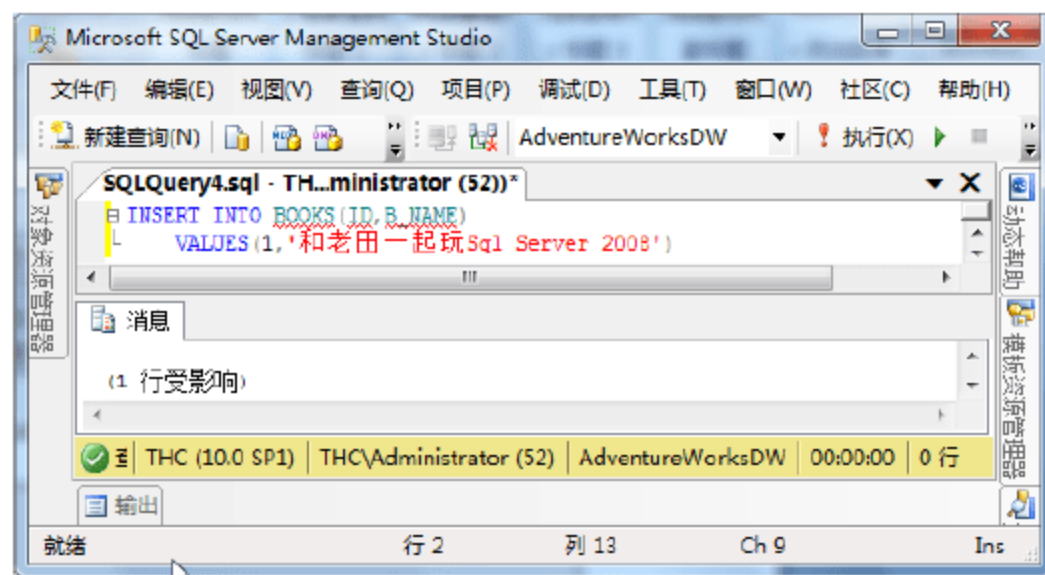 Microsoft SQL Server Management Studio
文件(F) 编辑(E) 视图(V) 查询(Q) 项目(P) 调试(D) 工具(T) 窗口(W) 社区(C) 帮助(H)
新建查询(N) AdventureWorksDW 执行(X)
对象资源管理器
SQLQuery4.sql - TH...ministrator (52))*
INSERT INTO BOOKS(ID,B_NAME)
VALUES(1,'和老田一起玩Sql Server 2008')
动态帮助
模板资源管理器
消息
(1 行受影响)
THC (10.0 SP1) THC\Administrator (52) AdventureWorksDW 00:00:00 0 行
输出
就绪 行 2 列 13 Ch 9 Ins